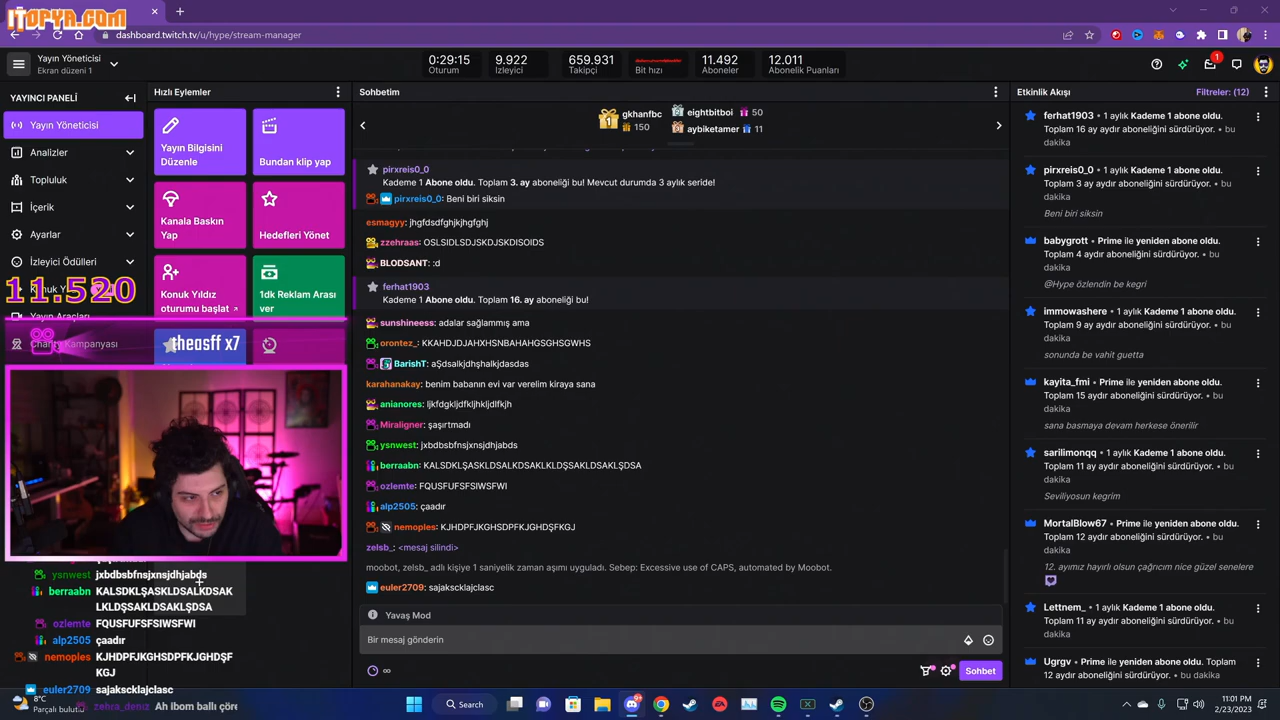 iTOPYA.COM
dashboard.twitch.tv/u/hype/stream-manager
Yayın Yöneticisi
Ekran düzeni 1
0:29:15
Oturum
9.922
İzleyici
659.931
Takipçi
Bit hızı
11.492
Aboneler
12.011
Abonelik Puanları
1
YAYINCI PANELİ
Yayın Yöneticisi
Analizler
Topluluk
İçerik
Ayarlar
İzleyici Ödülleri
11.520
Yayın Araçları
Charity Kampanyası
Hızlı Eylemler
Yayın Bilgisini
Düzenle
Bundan klip yap
Kanala Baskın
Yap
Hedefleri Yönet
Konuk Yıldız
oturumu başlat
1dk Reklam Arası
ver
theasff x7
ysnwest jxbdbsbfnsjxnsjdhjabds
berraabn KALSDKLŞASKLDSALKDSAK
LKLDŞSAKLDSAKLŞDSA
ozlemte FQUSFUFSFSIWSFWI
alp2505 çaadır
nemoples KJHDPFJKGHSDPFKJGHDŞF
KGJ
euler2709 sajakscklajclasc
zehra_deniz Ah ibom ballı çöre
Sohbetim
1
gkhanfbc
150
2
eightbitboi 50
3
aybiketamer 11
pirxreis0_0
Kademe 1 Abone oldu. Toplam 3. ay aboneliği bu! Mevcut durumda 3 aylık seride!
pirxreis0_0: Beni biri siksin
esmagyy: jhgfdsdfghjkjhgfghj
zzehraas: OSLSIDLSDJSKDJSKDISOIDS
BLODSANT: :d
ferhat1903
Kademe 1 Abone oldu. Toplam 16. ay aboneliği bu!
sunshineess: adalar sağlammış ama
orontez_: KKAHDJDJAHXHSNBAHAHGSGHSGWHS
BarishT: aŞdsalkjdhşhalkjdasdas
karahanakay: benim babanın evi var verelim kiraya sana
anianores: ljkfdgkljdfkljhkljdlfkjh
Miraligner: şaşırtmadı
ysnwest: jxbdbsbfnsjxnsjdhjabds
berraabn: KALSDKLŞASKLDSALKDSAKLKLDŞSAKLDSAKLŞDSA
ozlemte: FQUSFUFSFSIWSFWI
alp2505: çaadır
nemoples: KJHDPFJKGHSDPFKJGHDŞFKGJ
zelsb_: <mesaj silindi>
moobot, zelsb_ adlı kişiye 1 saniyelik zaman aşımı uyguladı. Sebep: Excessive use of CAPS, automated by Moobot.
euler2709: sajakscklajclasc
Yavaş Mod
Bir mesaj gönderin
∞
Sohbet
Etkinlik Akışı
Filtreler: (12)
ferhat1903 • 1 aylık Kademe 1 abone oldu.
Toplam 16 ay aydır aboneliğini sürdürüyor. • bu
dakika
pirxreis0_0 • 1 aylık Kademe 1 abone oldu.
Toplam 3 ay aydır aboneliğini sürdürüyor. • bu
dakika
Beni biri siksin
babygrott • Prime ile yeniden abone oldu.
Toplam 4 ay aydır aboneliğini sürdürüyor. • bu
dakika
@Hype özlendin be kegri
immowashere • 1 aylık Kademe 1 abone oldu.
Toplam 9 ay aydır aboneliğini sürdürüyor. • bu
dakika
sonunda be vahit guetta
kayita_fmi • Prime ile yeniden abone oldu.
Toplam 15 ay aydır aboneliğini sürdürüyor. • bu
dakika
sana basmaya devam herkese önerilir
sarilimonqq • 1 aylık Kademe 1 abone oldu.
Toplam 11 ay aydır aboneliğini sürdürüyor. • bu
dakika
Seviliyosun kegrim
MortalBlow67 • Prime ile yeniden abone oldu.
Toplam 12 ay aydır aboneliğini sürdürüyor. • bu
dakika
12. ayımız hayırlı olsun çağrıcım nice güzel senelere
Lettnem_ • 1 aylık Kademe 1 abone oldu.
Toplam 11 ay aydır aboneliğini sürdürüyor. • bu
dakika
Ugrgv • Prime ile yeniden abone oldu. Toplam
12 ay aydır aboneliğini sürdürüyor. • bu dakika
8°C
Parçalı bulutlu
Search
11:01 PM
2/23/2023